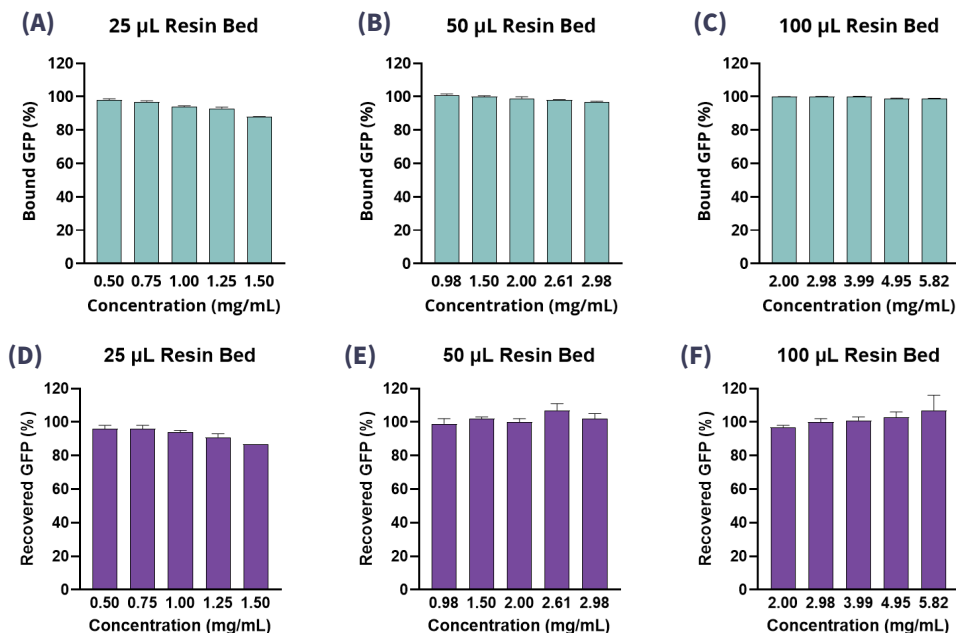 (A) 25 µL Resin Bed
Bound GFP (%)
120
100
80
60
40
20
0
0.50 0.75 1.00 1.25 1.50
Concentration (mg/mL)
(B) 50 µL Resin Bed
Bound GFP (%)
120
100
80
60
40
20
0
0.98 1.50 2.00 2.61 2.98
Concentration (mg/mL)
(C) 100 µL Resin Bed
Bound GFP (%)
120
100
80
60
40
20
0
2.00 2.98 3.99 4.95 5.82
Concentration (mg/mL)
(D) 25 µL Resin Bed
Recovered GFP (%)
120
100
80
60
40
20
0
0.50 0.75 1.00 1.25 1.50
Concentration (mg/mL)
(E) 50 µL Resin Bed
Recovered GFP (%)
120
100
80
60
40
20
0
0.98 1.50 2.00 2.61 2.98
Concentration (mg/mL)
(F) 100 µL Resin Bed
Recovered GFP (%)
120
100
80
60
40
20
0
2.00 2.98 3.99 4.95 5.82
Concentration (mg/mL)